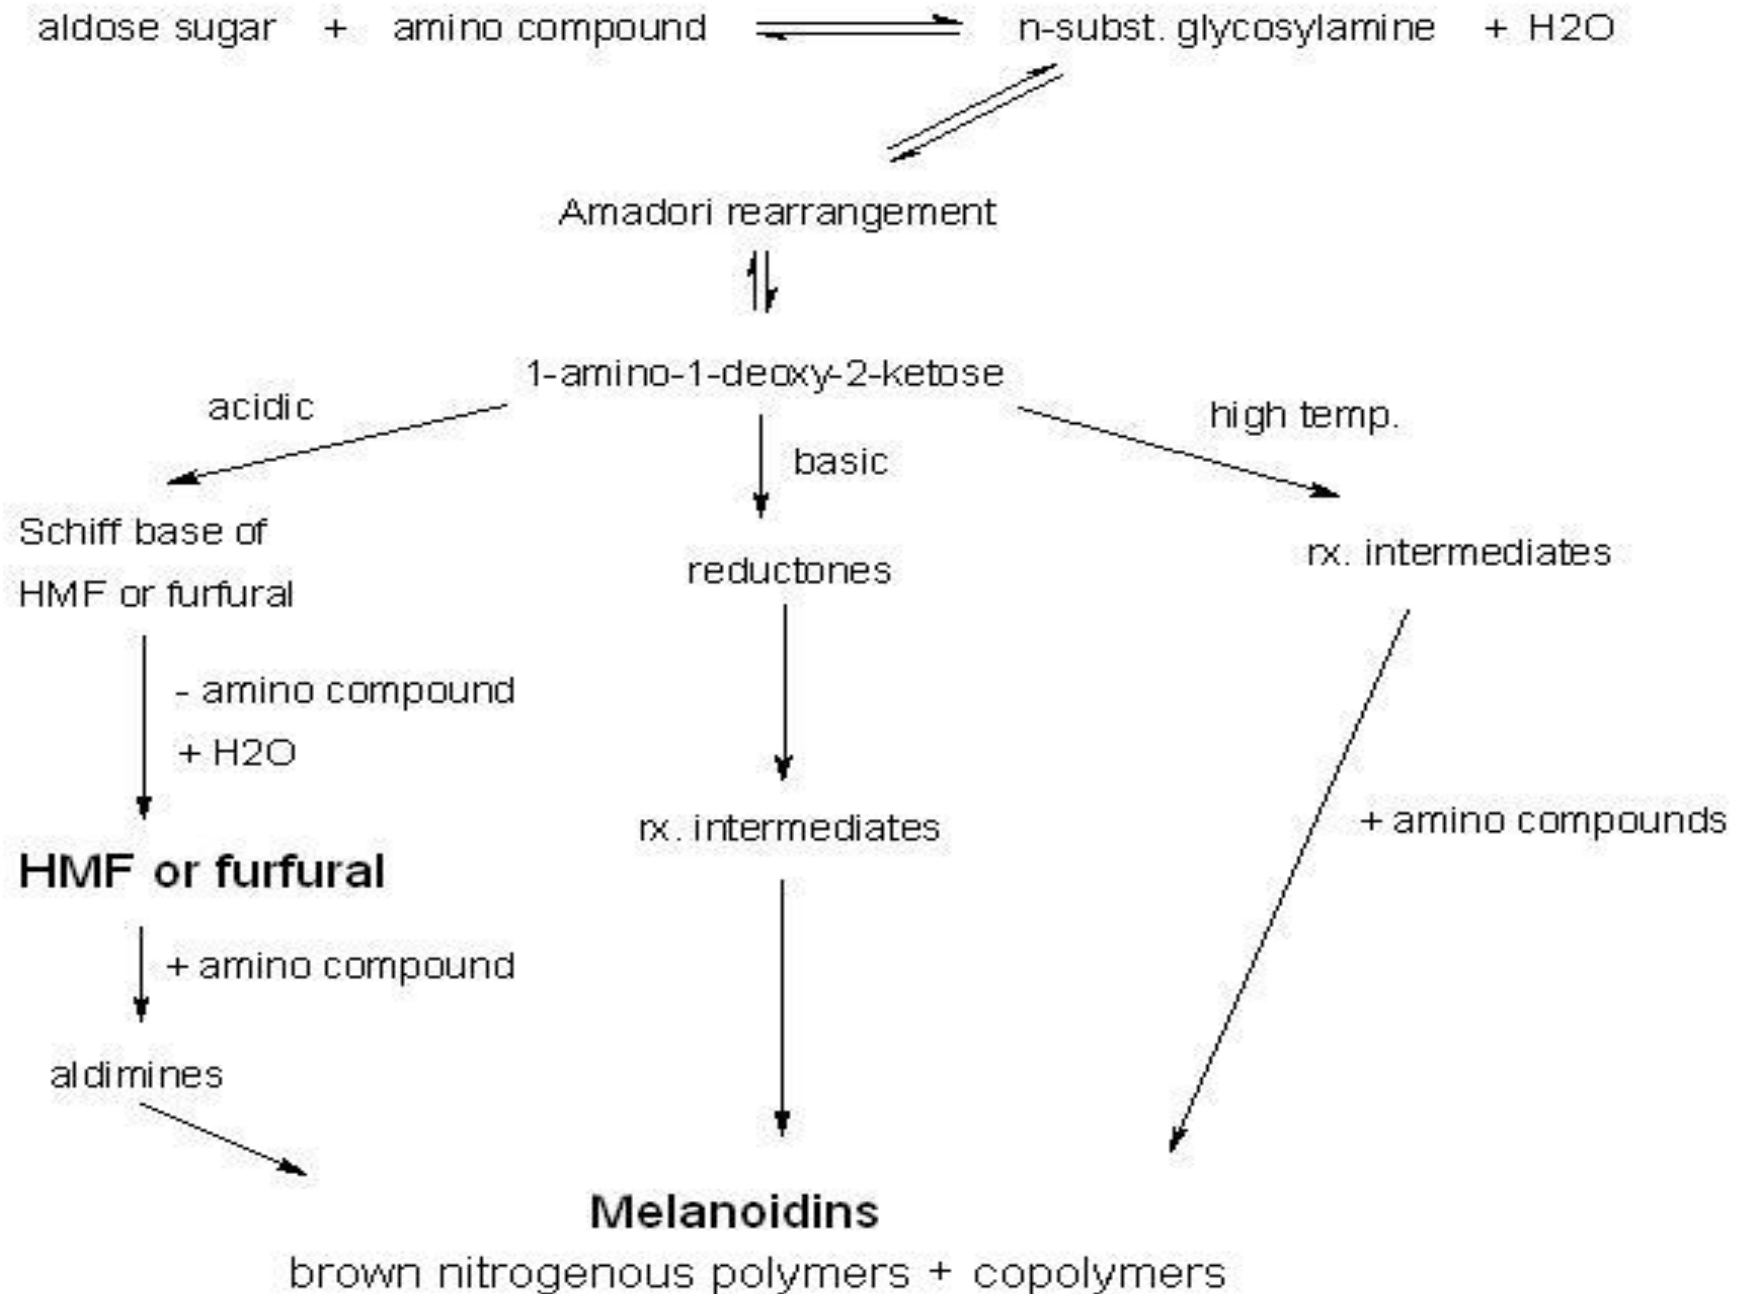 aldose sugar + amino compound n-subst. glycosylamine + H2O
Amadori rearrangement
1-amino-1-deoxy-2-ketose
acidic
basic
high temp.
Schiff base of
HMF or furfural
reductones
rx. intermediates
- amino compound
+ H2O
HMF or furfural
rx. intermediates
+ amino compounds
+ amino compound
aldimines
Melanoidins
brown nitrogenous polymers + copolymers